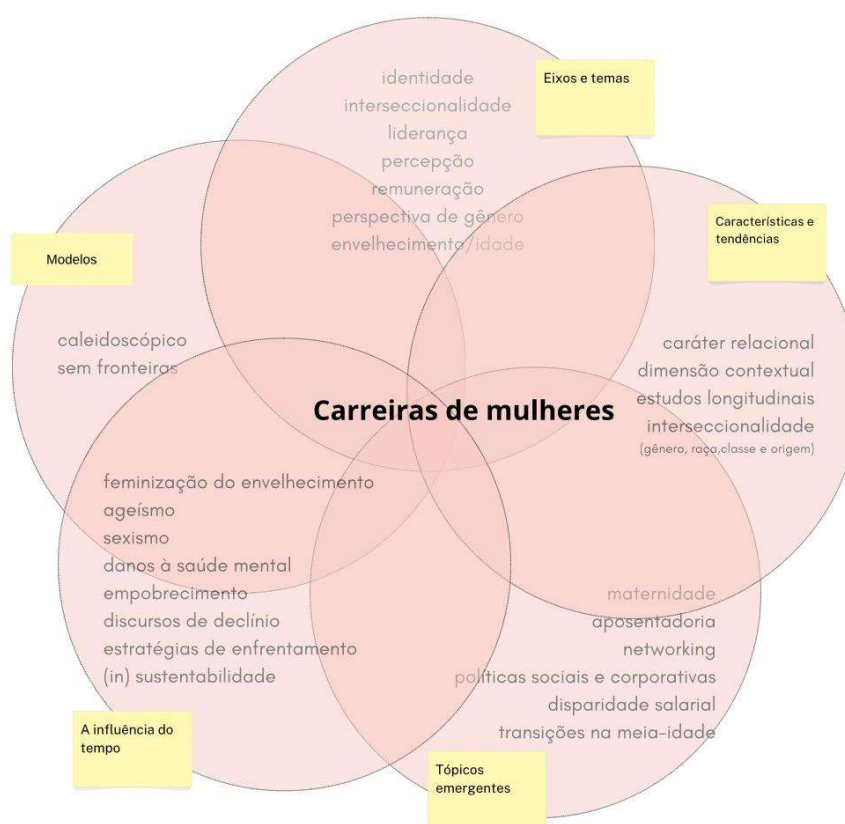 Eixos e temas
identidade
interseccionalidade
liderança
percepção
remuneração
perspectiva de gênero
envelhecimento/idade
Características e
tendências
caráter relacional
dimensão contextual
estudos longitudinais
interseccionalidade
(gênero, raça,classe e origem)
Modelos
caleidoscópico
sem fronteiras
Carreiras de mulheres
feminização do envelhecimento
ageísmo
sexismo
danos à saúde mental
empobrecimento
discursos de declínio
estratégias de enfrentamento
(in) sustentabilidade
A influência do
tempo
maternidade
aposentadoria
networking
políticas sociais e corporativas
disparidade salarial
transições na meia-idade
Tópicos
emergentes